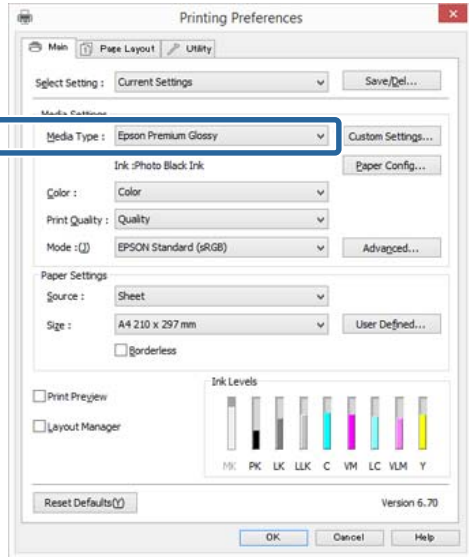 Printing Preferences
Main Page Layout Utility
Select Setting : Current Settings Save/Del...
Media Settings
Media Type : Epson Premium Glossy Custom Settings...
Ink :Photo Black Ink Paper Config...
Color : Color
Print Quality : Quality
Mode :(J) EPSON Standard (sRGB) Advanced...
Paper Settings
Source : Sheet
Size : A4 210 x 297 mm User Defined...
Borderless
Print Preview
Layout Manager
Ink Levels
MK PK LK LLK C VM LC VLM Y
Reset Defaults(Y) Version 6.70
OK Cancel Help